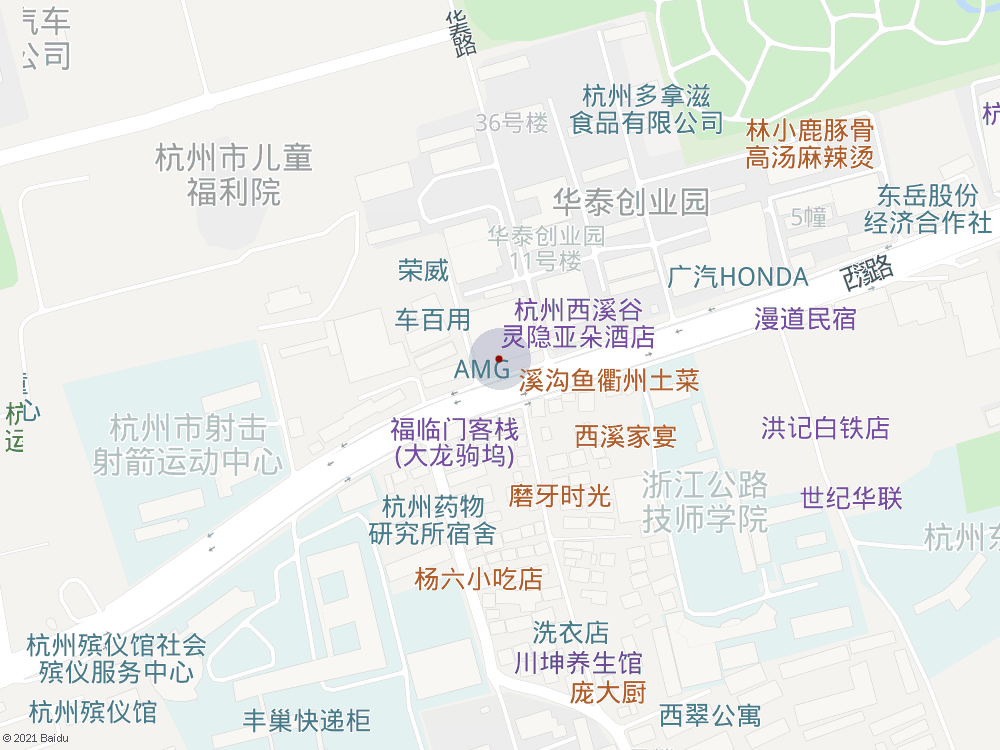 汽车
公司
华泰路
杭州多拿滋
食品有限公司
36号楼
林小鹿豚骨
高汤麻辣烫
杭
杭州市儿童
福利院
华泰创业园
东岳股份
经济合作社
5幢
华泰创业园
11号楼
荣威
广汽HONDA
西溪路
车百用
杭州西溪谷
灵隐亚朵酒店
漫道民宿
AMG
溪沟鱼衢州土菜
童
心
杭
运
杭州市射击
射箭运动中心
福临门客栈
(大龙驹坞)
西溪家宴
洪记白铁店
磨牙时光
浙江公路
技师学院
世纪华联
杭州药物
研究所宿舍
杭州东
杨六小吃店
杭州殡仪馆社会
殡仪服务中心
洗衣店
川坤养生馆
庞大厨
杭州殡仪馆
丰巢快递柜
西翠公寓
© 2021 Baidu